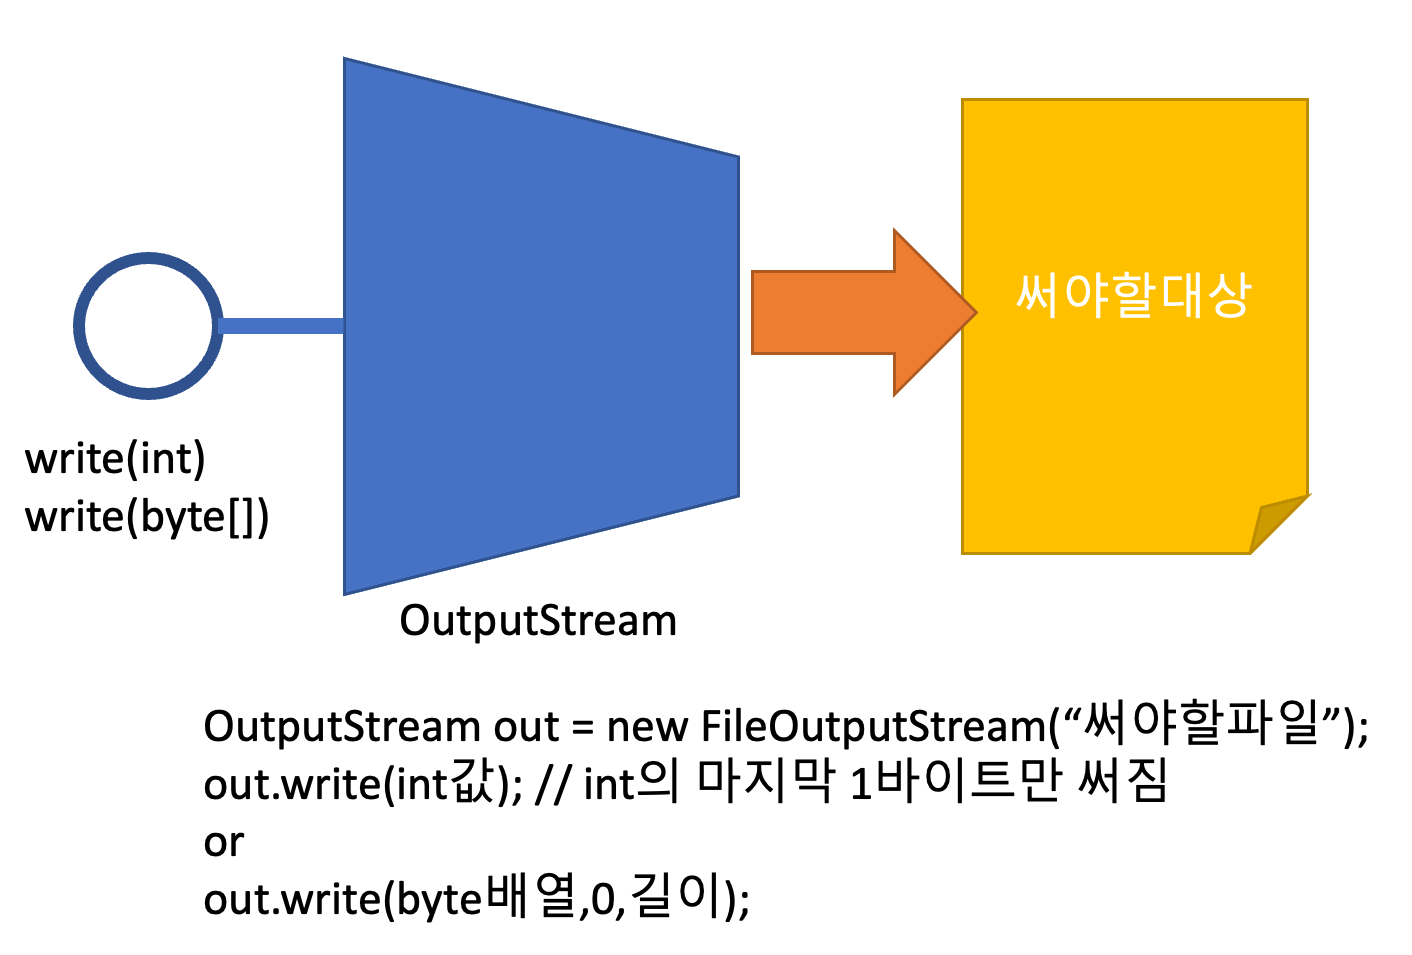 써야할대상
write(int)
write(byte[])
OutputStream
OutputStream out = new FileOutputStream(“써야할파일”);
out.write(int값); // int의 마지막 1바이트만 써짐
or
out.write(byte배열,0,길이);